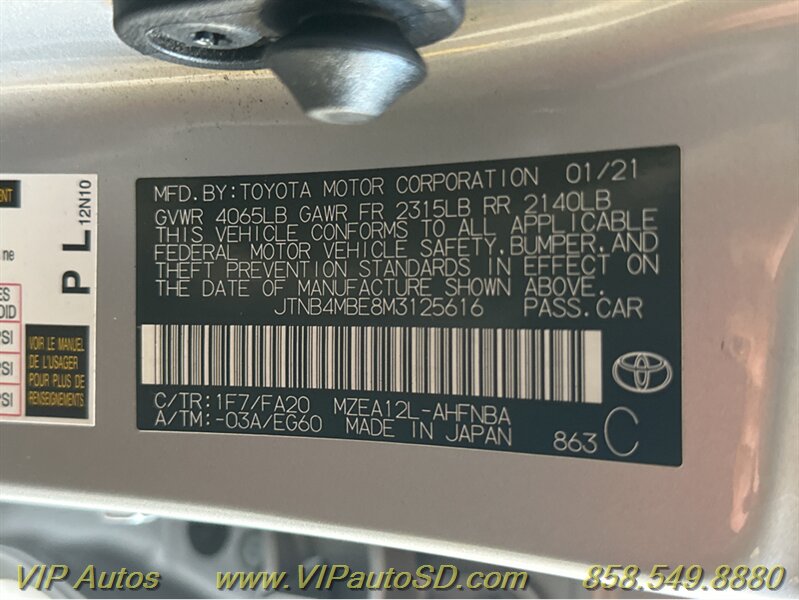 MFD. BY: TOYOTA MOTOR CORPORATION 01/21
GVWR 4065LB GAWR FR 2315LB RR 2140LB
THIS VEHICLE CONFORMS TO ALL APPLICABLE
FEDERAL MOTOR VEHICLE SAFETY, BUMPER, AND
THEFT PREVENTION STANDARDS IN EFFECT ON
THE DATE OF MANUFACTURE SHOWN ABOVE.
JTNB4MBE8M3125616 PASS. CAR
C/TR: 1F7/FA20 MZEA12L-AHFNBA
A/TM: -03A/EG60 MADE IN JAPAN 863 C
P L 12N10
PSI
VOIR LE MANUEL
DE L'USAGER
POUR PLUS DE
RENSEIGNEMENTS
VIP Autos www.VIPautoSD.com 858.549.8880